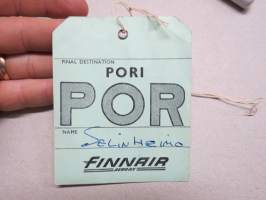 FINAL DESTINATION
PORI
POR
NAME
Selinheimo
FINNAIR